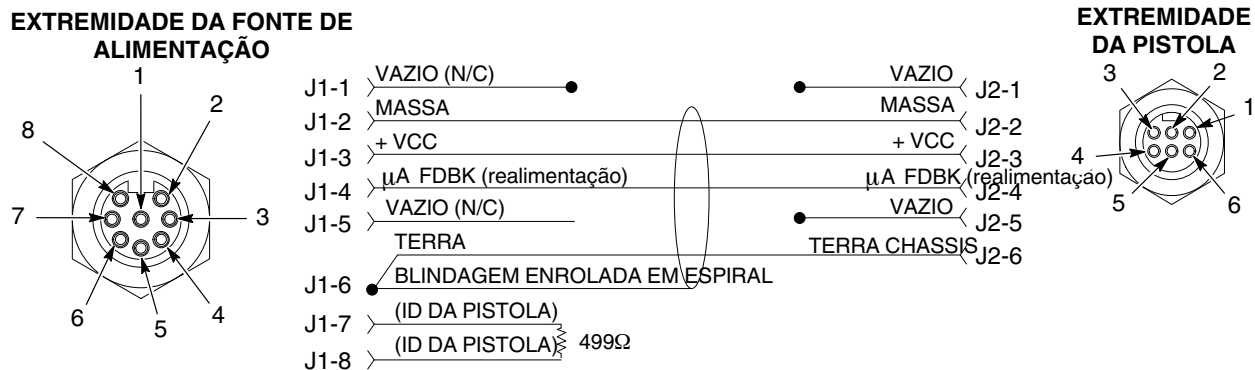 EXTREMIDADE DA FONTE DE
ALIMENTAÇÃO
1
2
8
7
3
6
5
4
J1-1
VAZIO (N/C)
VAZIO
J2-1
J1-2
MASSA
MASSA
J2-2
J1-3
+ VCC
+ VCC
J2-3
J1-4
μA FDBK (realimentação)
μA FDBK (realimentação)
J2-4
J1-5
VAZIO (N/C)
VAZIO
J2-5
TERRA
TERRA CHASSIS
J2-6
J1-6
BLINDAGEM ENROLADA EM ESPIRAL
J1-7
(ID DA PISTOLA)
J1-8
(ID DA PISTOLA)
499Ω
EXTREMIDADE
DA PISTOLA
3
2
1
4
5
6